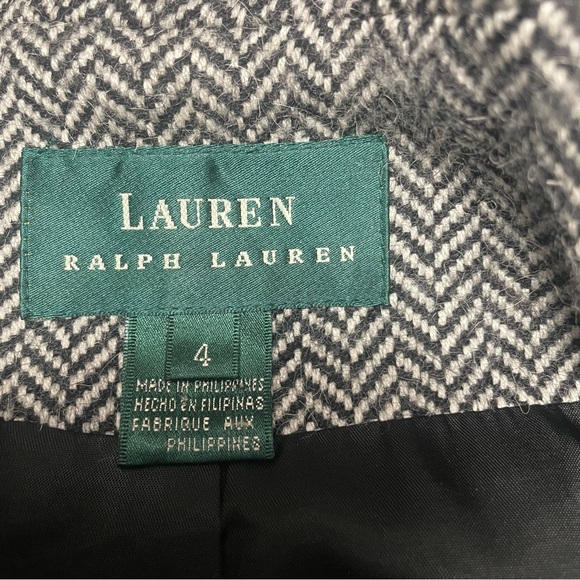 LAUREN
RALPH LAUREN
4
MADE IN PHILIPPINES
HECHO EN FILIPINAS
FABRIQUE AUX
PHILIPPINES